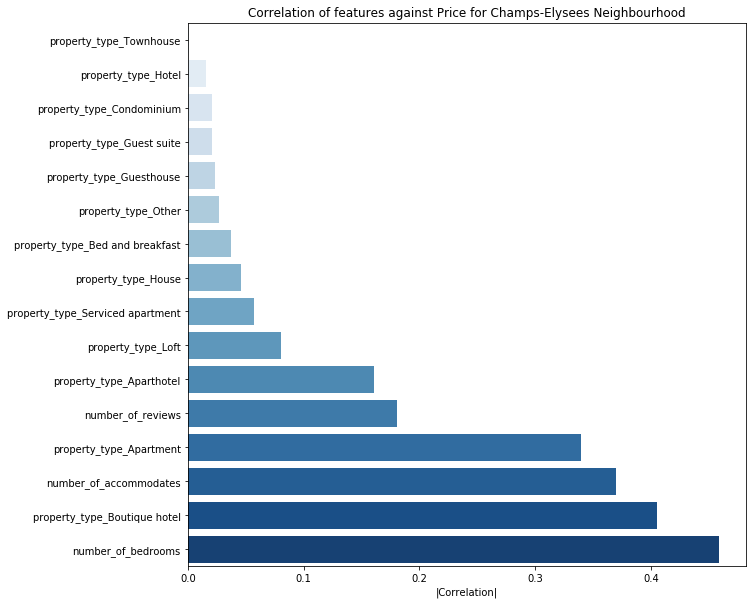 Correlation of features against Price for Champs-Elysees Neighbourhood
property_type_Townhouse
property_type_Hotel
property_type_Condominium
property_type_Guest suite
property_type_Guesthouse
property_type_Other
property_type_Bed and breakfast
property_type_House
property_type_Serviced apartment
property_type_Loft
property_type_Aparthotel
number_of_reviews
property_type_Apartment
number_of_accommodates
property_type_Boutique hotel
number_of_bedrooms
0.0 0.1 0.2 0.3 0.4
|Correlation|